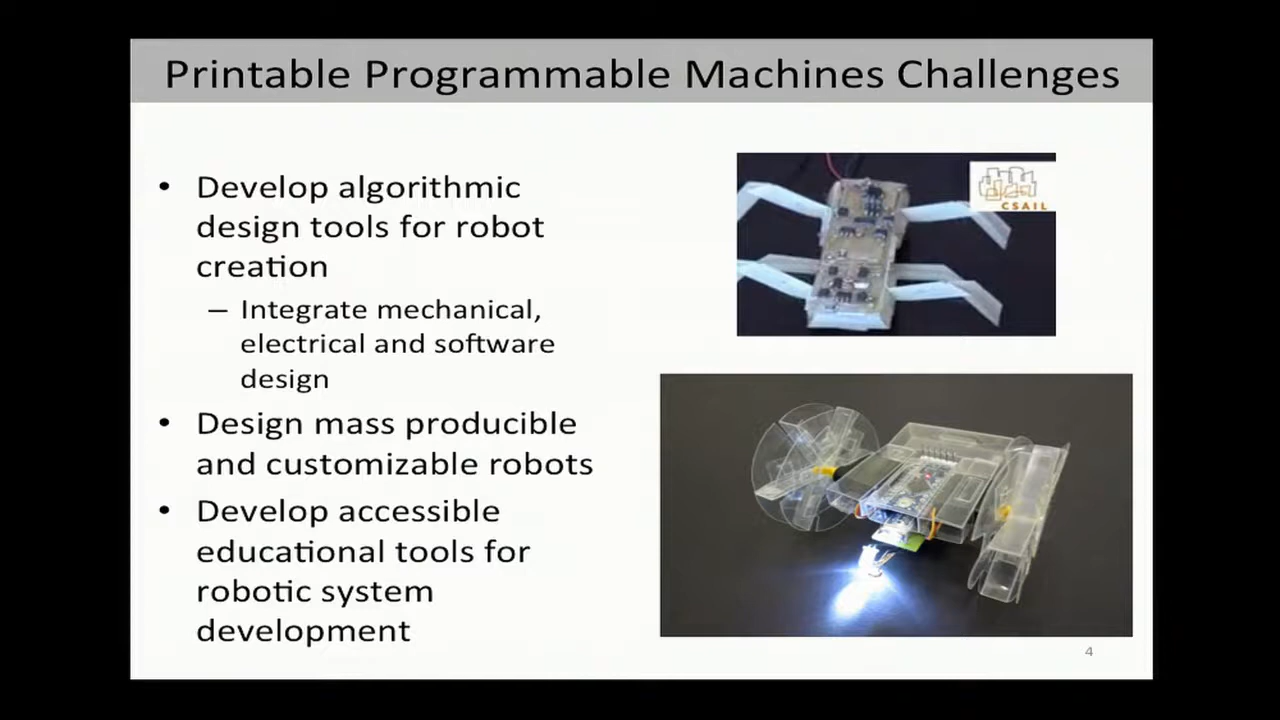 Printable Programmable Machines Challenges
• Develop algorithmic
design tools for robot
creation
– Integrate mechanical,
electrical and software
design
• Design mass producible
and customizable robots
• Develop accessible
educational tools for
robotic system
development
CSAIL
4